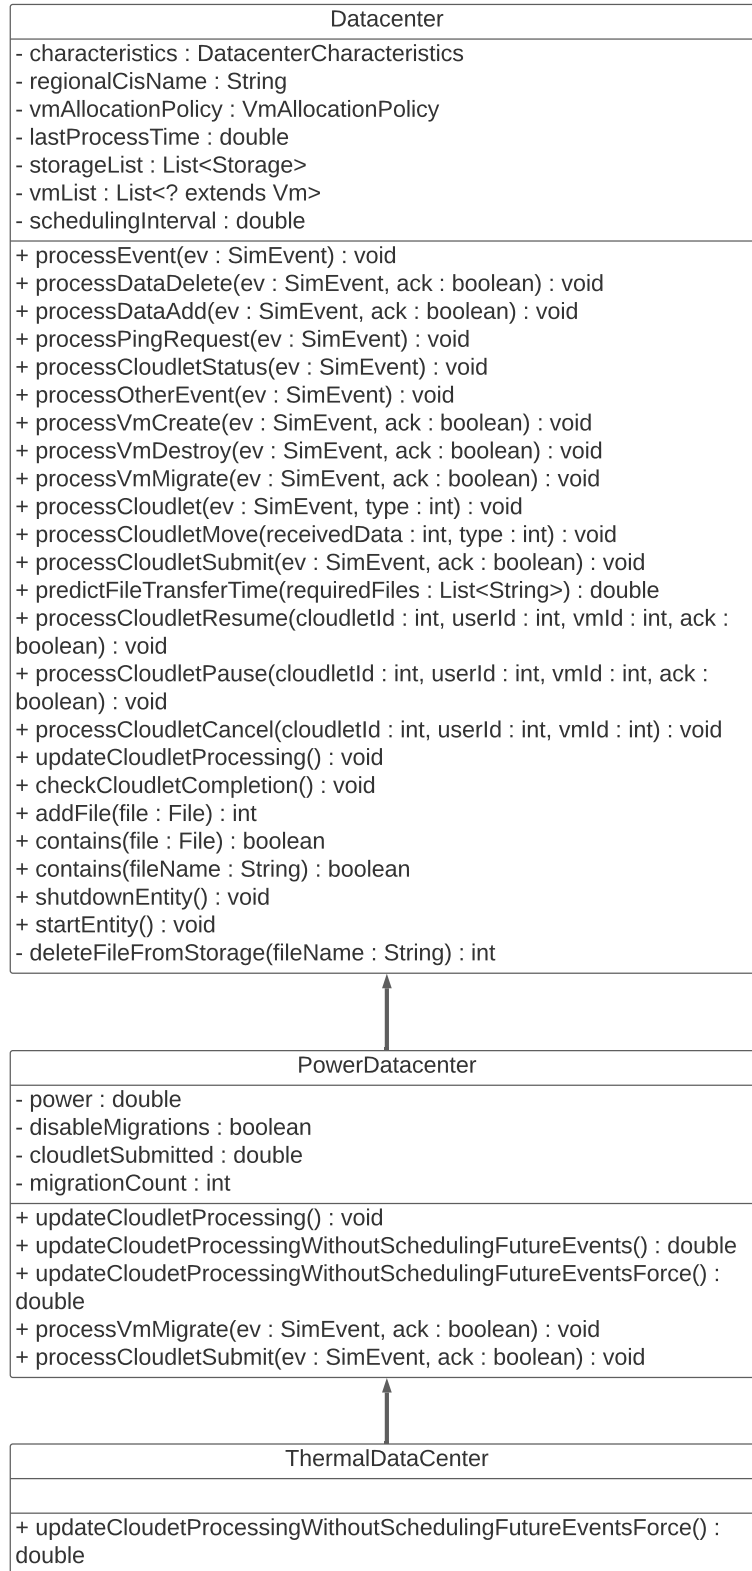 Datacenter
- characteristics : DatacenterCharacteristics
- regionalCisName : String
- vmAllocationPolicy : VmAllocationPolicy
- lastProcessTime : double
- storageList : List<Storage>
- vmList : List<? extends Vm>
- schedulingInterval : double
+ processEvent(ev : SimEvent) : void
+ processDataDelete(ev : SimEvent, ack : boolean) : void
+ processDataAdd(ev : SimEvent, ack : boolean) : void
+ processPingRequest(ev : SimEvent) : void
+ processCloudletStatus(ev : SimEvent) : void
+ processOtherEvent(ev : SimEvent) : void
+ processVmCreate(ev : SimEvent, ack : boolean) : void
+ processVmDestroy(ev : SimEvent, ack : boolean) : void
+ processVmMigrate(ev : SimEvent, ack : boolean) : void
+ processCloudlet(ev : SimEvent, type : int) : void
+ processCloudletMove(receivedData : int, type : int) : void
+ processCloudletSubmit(ev : SimEvent, ack : boolean) : void
+ predictFileTransferTime(requiredFiles : List<String>) : double
+ processCloudletResume(cloudletId : int, userId : int, vmId : int, ack :
boolean) : void
+ processCloudletPause(cloudletId : int, userId : int, vmId : int, ack :
boolean) : void
+ processCloudletCancel(cloudletId : int, userId : int, vmId : int) : void
+ updateCloudletProcessing() : void
+ checkCloudletCompletion() : void
+ addFile(file : File) : int
+ contains(file : File) : boolean
+ contains(fileName : String) : boolean
+ shutdownEntity() : void
+ startEntity() : void
- deleteFileFromStorage(fileName : String) : int
PowerDatacenter
- power : double
- disableMigrations : boolean
- cloudletSubmitted : double
- migrationCount : int
+ updateCloudletProcessing() : void
+ updateCloudetProcessingWithoutSchedulingFutureEvents() : double
+ updateCloudetProcessingWithoutSchedulingFutureEventsForce() :
double
+ processVmMigrate(ev : SimEvent, ack : boolean) : void
+ processCloudletSubmit(ev : SimEvent, ack : boolean) : void
ThermalDataCenter
+ updateCloudetProcessingWithoutSchedulingFutureEventsForce() :
double